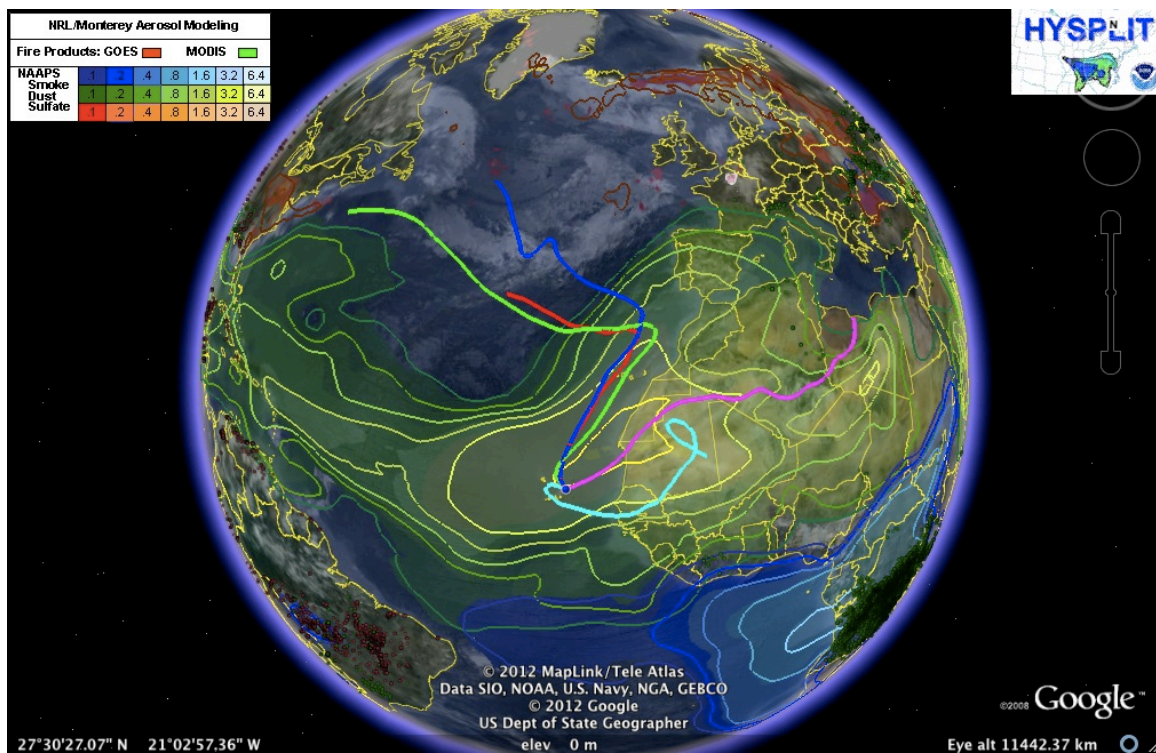 NRL/Monterey Aerosol Modeling
Fire Products: GOES MODIS
NAAPS
Smoke .1 .2 .4 .8 1.6 3.2 6.4
Dust .1 .2 .4 .8 1.6 3.2 6.4
Sulfate .1 .2 .4 .8 1.6 3.2 6.4
HYSPLIT
© 2012 MapLink/Tele Atlas
Data SIO, NOAA, U.S. Navy, NGA, GEBCO
© 2012 Google
US Dept of State Geographer
©2008 Google™
27°30'27.07" N 21°02'57.36" W elev 0 m Eye alt 11442.37 km